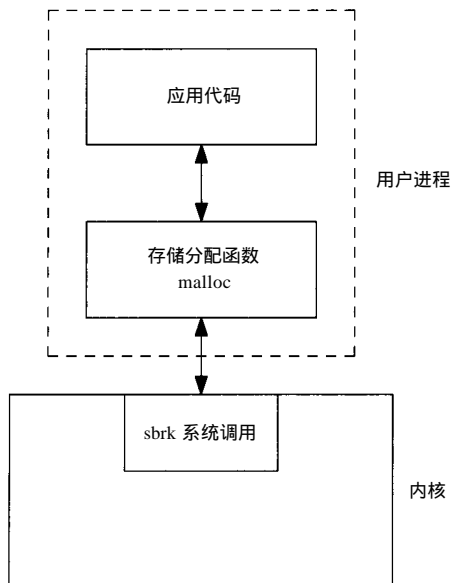 应用代码
用户进程
存储分配函数
malloc
sbrk 系统调用
内核